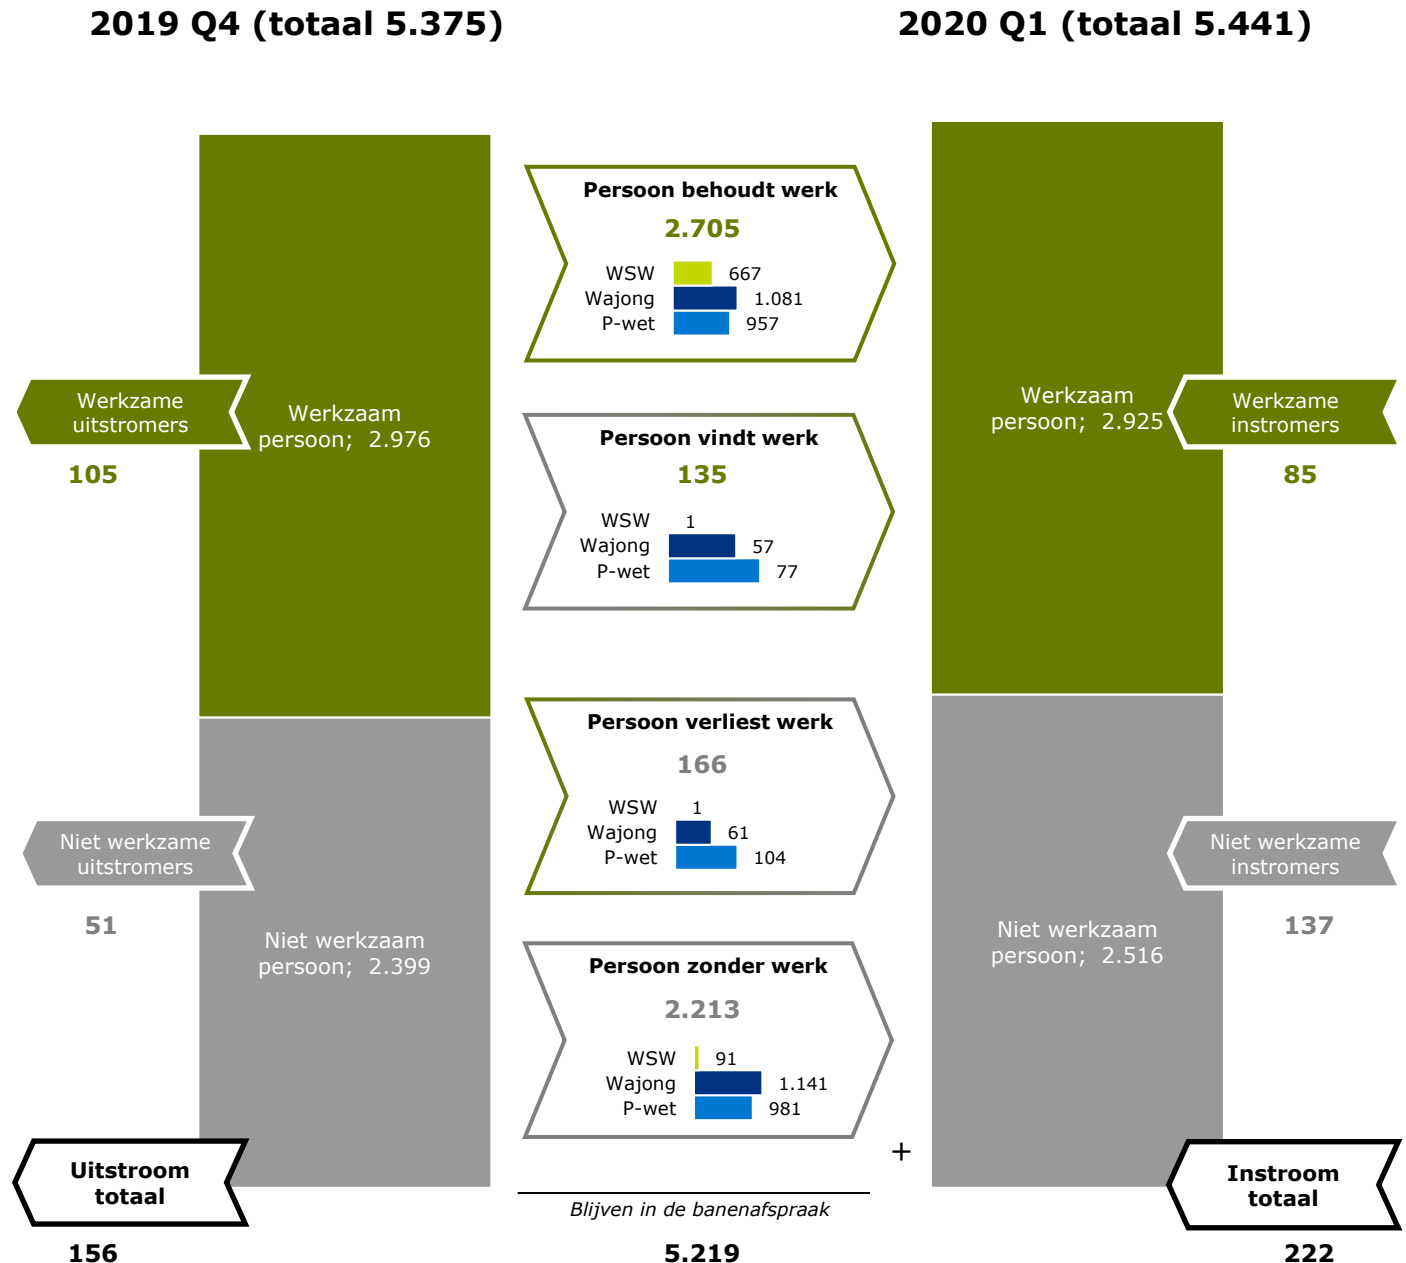 2019 Q4 (totaal 5.375)
2020 Q1 (totaal 5.441)
Werkzame
uitstromers
105
Werkzaam
persoon; 2.976
Niet werkzame
uitstromers
51
Niet werkzaam
persoon; 2.399
Uitstroom
totaal
156
Persoon behoudt werk
2.705
WSW 667
Wajong 1.081
P-wet 957
Persoon vindt werk
135
WSW 1
Wajong 57
P-wet 77
Persoon verliest werk
166
WSW 1
Wajong 61
P-wet 104
Persoon zonder werk
2.213
WSW 91
Wajong 1.141
P-wet 981
+
Blijven in de banenafspraak
5.219
Werkzaam
persoon; 2.925
Werkzame
instromers
85
Niet werkzame
instromers
137
Niet werkzaam
persoon; 2.516
Instroom
totaal
222